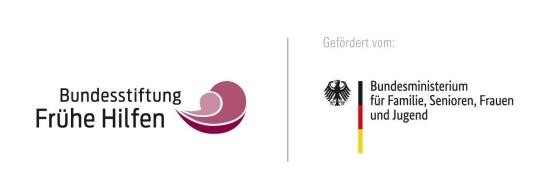 Bundesstiftung
Frühe Hilfen
Gefördert vom:
Bundesministerium
für Familie, Senioren, Frauen
und Jugend